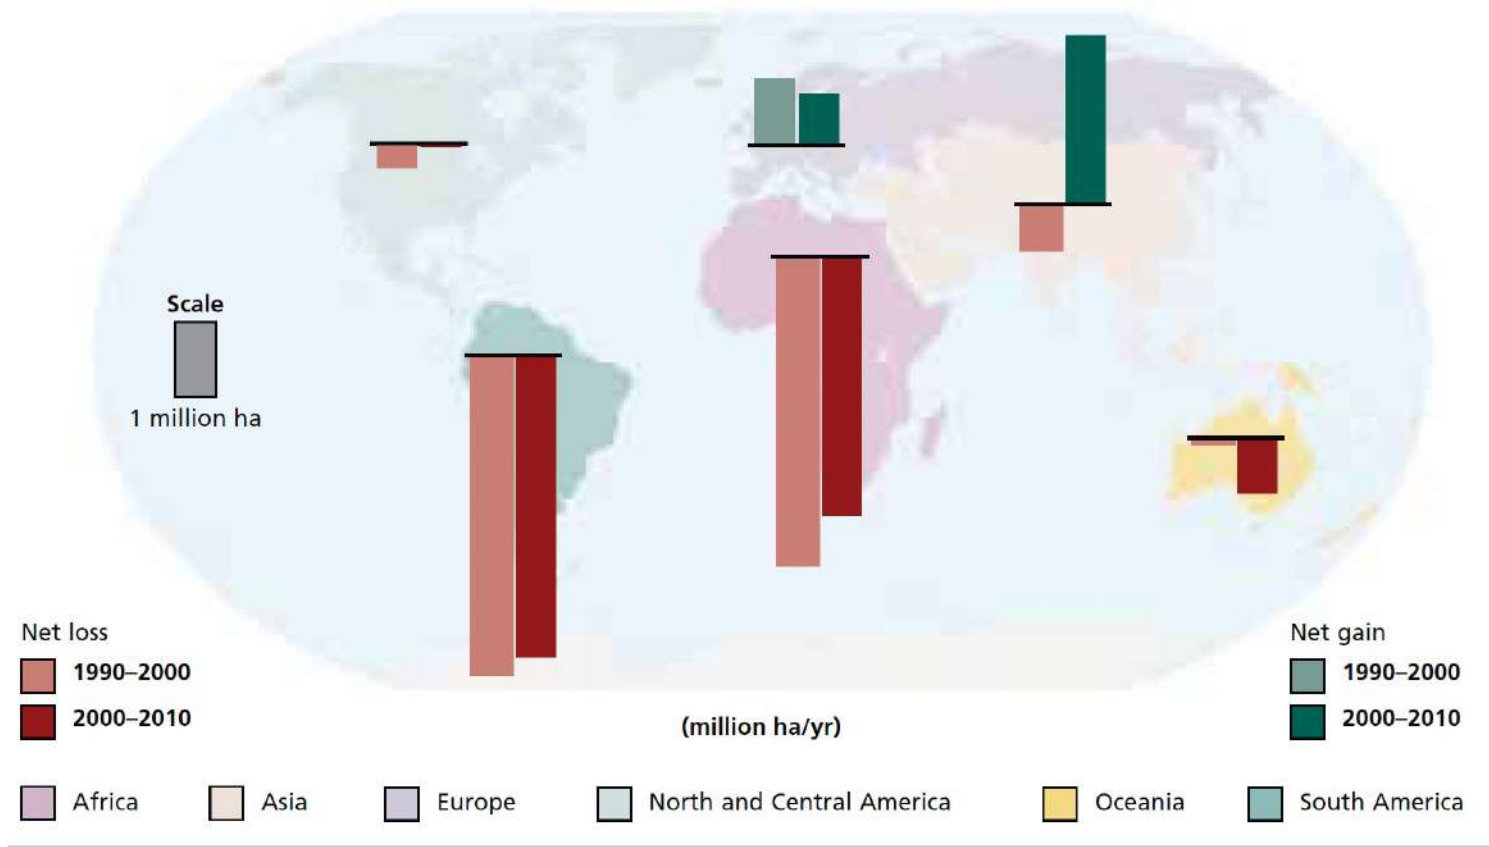 Scale
1 million ha
Net loss
1990–2000
2000–2010
(million ha/yr)
Net gain
1990–2000
2000–2010
Africa
Asia
Europe
North and Central America
Oceania
South America